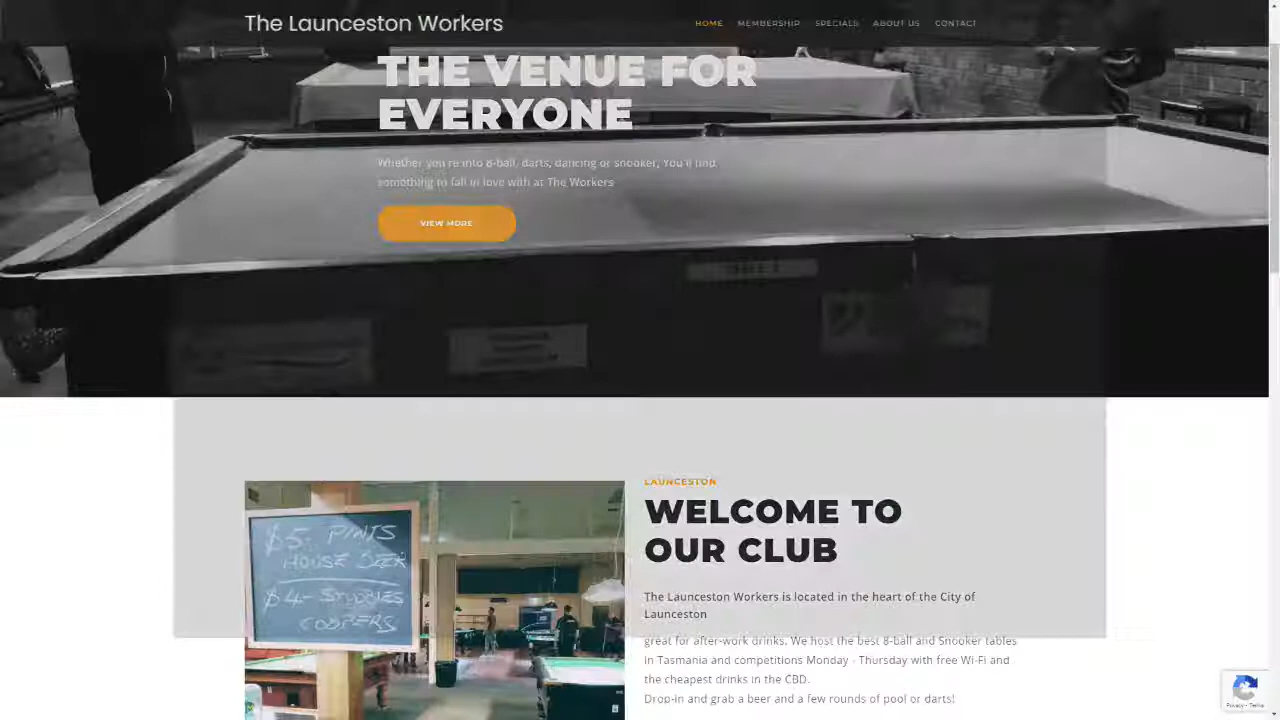 The Launceston Workers
HOME MEMBERSHIP SPECIALS ABOUT US CONTACT
THE VENUE FOR
EVERYONE
Whether you're into 8-ball, darts, dancing or snooker, You'll find
something to fall in love with at The Workers
VIEW MORE
$5- PINTS
HOUSE BEER
$4- STUBBIES
COOPERS
LAUNCESTON
WELCOME TO
OUR CLUB
The Launceston Workers is located in the heart of the City of
Launceston
great for after-work drinks. We host the best 8-ball and Snooker tables
in Tasmania and competitions Monday - Thursday with free Wi-Fi and
the cheapest drinks in the CBD.
Drop-in and grab a beer and a few rounds of pool or darts!
Privacy - Terms